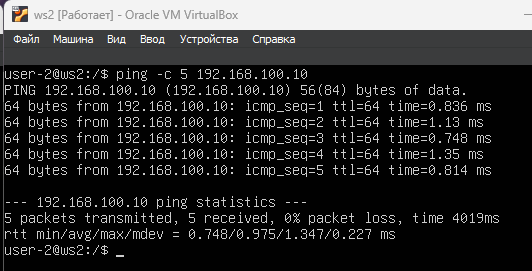 ws2 [Работает] - Oracle VM VirtualBox
Файл Машина Вид Ввод Устройства Справка
user-2@ws2:/$ ping -c 5 192.168.100.10
PING 192.168.100.10 (192.168.100.10) 56(84) bytes of data.
64 bytes from 192.168.100.10: icmp_seq=1 ttl=64 time=0.836 ms
64 bytes from 192.168.100.10: icmp_seq=2 ttl=64 time=1.13 ms
64 bytes from 192.168.100.10: icmp_seq=3 ttl=64 time=0.748 ms
64 bytes from 192.168.100.10: icmp_seq=4 ttl=64 time=1.35 ms
64 bytes from 192.168.100.10: icmp_seq=5 ttl=64 time=0.814 ms
--- 192.168.100.10 ping statistics ---
5 packets transmitted, 5 received, 0% packet loss, time 4019ms
rtt min/avg/max/mdev = 0.748/0.975/1.347/0.227 ms
user-2@ws2:/$ _